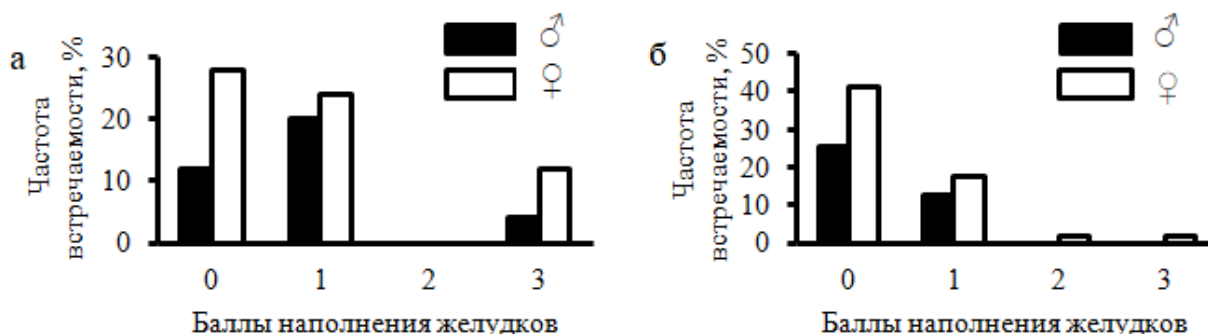 а
Частота
встречаемости, %
30
20
10
0
♂
♀
0 1 2 3
Баллы наполнения желудков
б
Частота
встречаемости, %
50
40
30
20
10
0
♂
♀
0 1 2 3
Баллы наполнения желудков